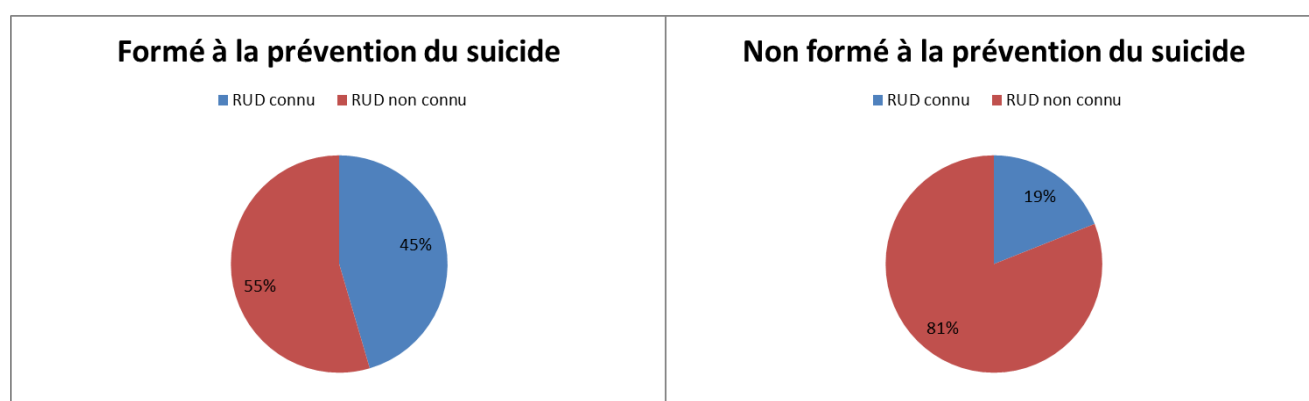 Formé à la prévention du suicide
RUD connu RUD non connu
45%
55%
Non formé à la prévention du suicide
RUD connu RUD non connu
19%
81%